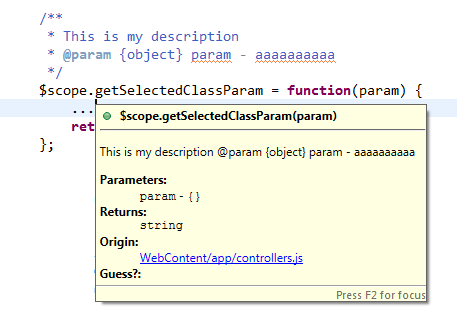 /**
* This is my description
* @param {object} param - aaaaaaaaaa
*/
$scope.getSelectedClassParam = function(param) {
...
ret
};
$scope.getSelectedClassParam(param)
This is my description @param {object} param - aaaaaaaaaa
Parameters:
param - {}
Returns:
string
Origin:
WebContent/app/controllers.js
Guess?:
Press F2 for focus